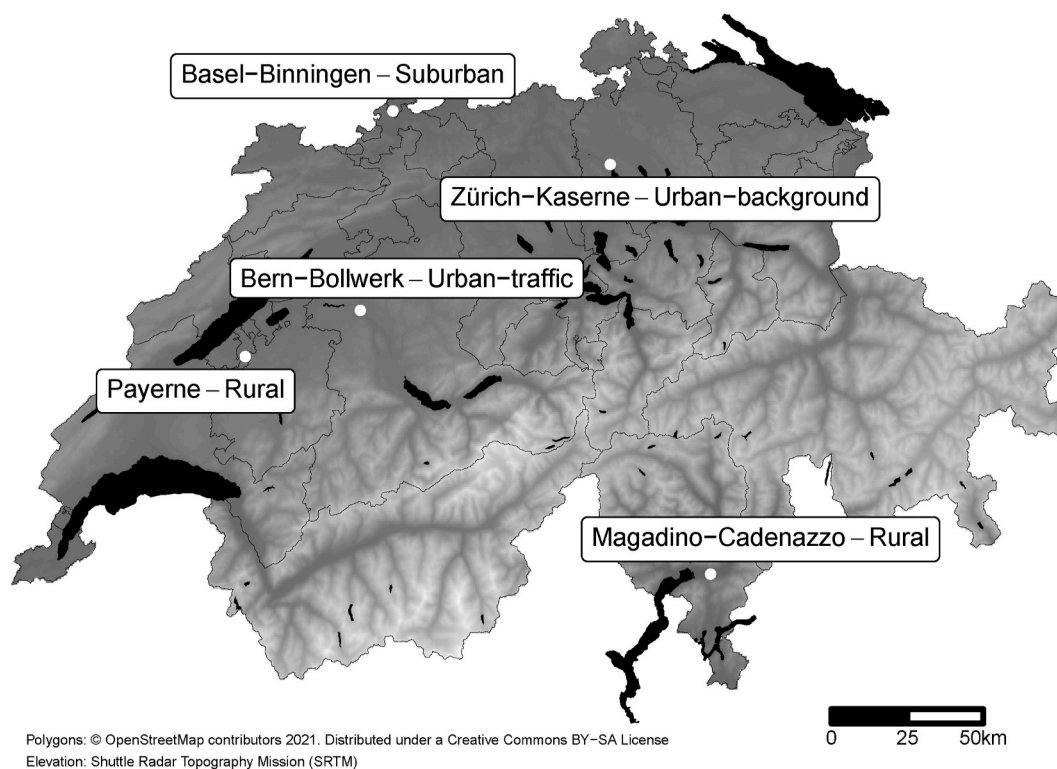 Basel−Binningen – Suburban
Zürich−Kaserne – Urban−background
Bern−Bollwerk – Urban−traffic
Payerne – Rural
Magadino−Cadenazzo – Rural
0 25 50km
Polygons: © OpenStreetMap contributors 2021. Distributed under a Creative Commons BY−SA License
Elevation: Shuttle Radar Topography Mission (SRTM)